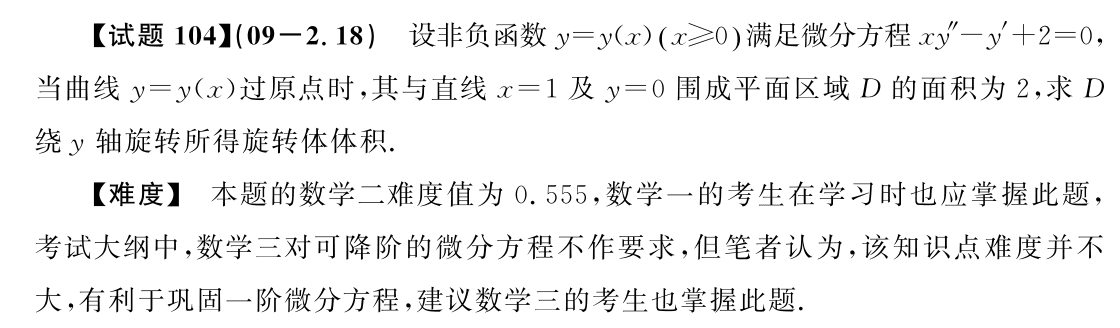 【试题 104】(09－2.18)　设非负函数 y=y(x)(x⩾0)满足微分方程 xy″－y′＋2=0,
当曲线 y=y(x)过原点时,其与直线 x=1 及 y=0 围成平面区域 D 的面积为 2,求 D
绕 y 轴旋转所得旋转体体积.
【难度】　本题的数学二难度值为 0.555,数学一的考生在学习时也应掌握此题,
考试大纲中,数学三对可降阶的微分方程不作要求,但笔者认为,该知识点难度并不
大,有利于巩固一阶微分方程,建议数学三的考生也掌握此题.